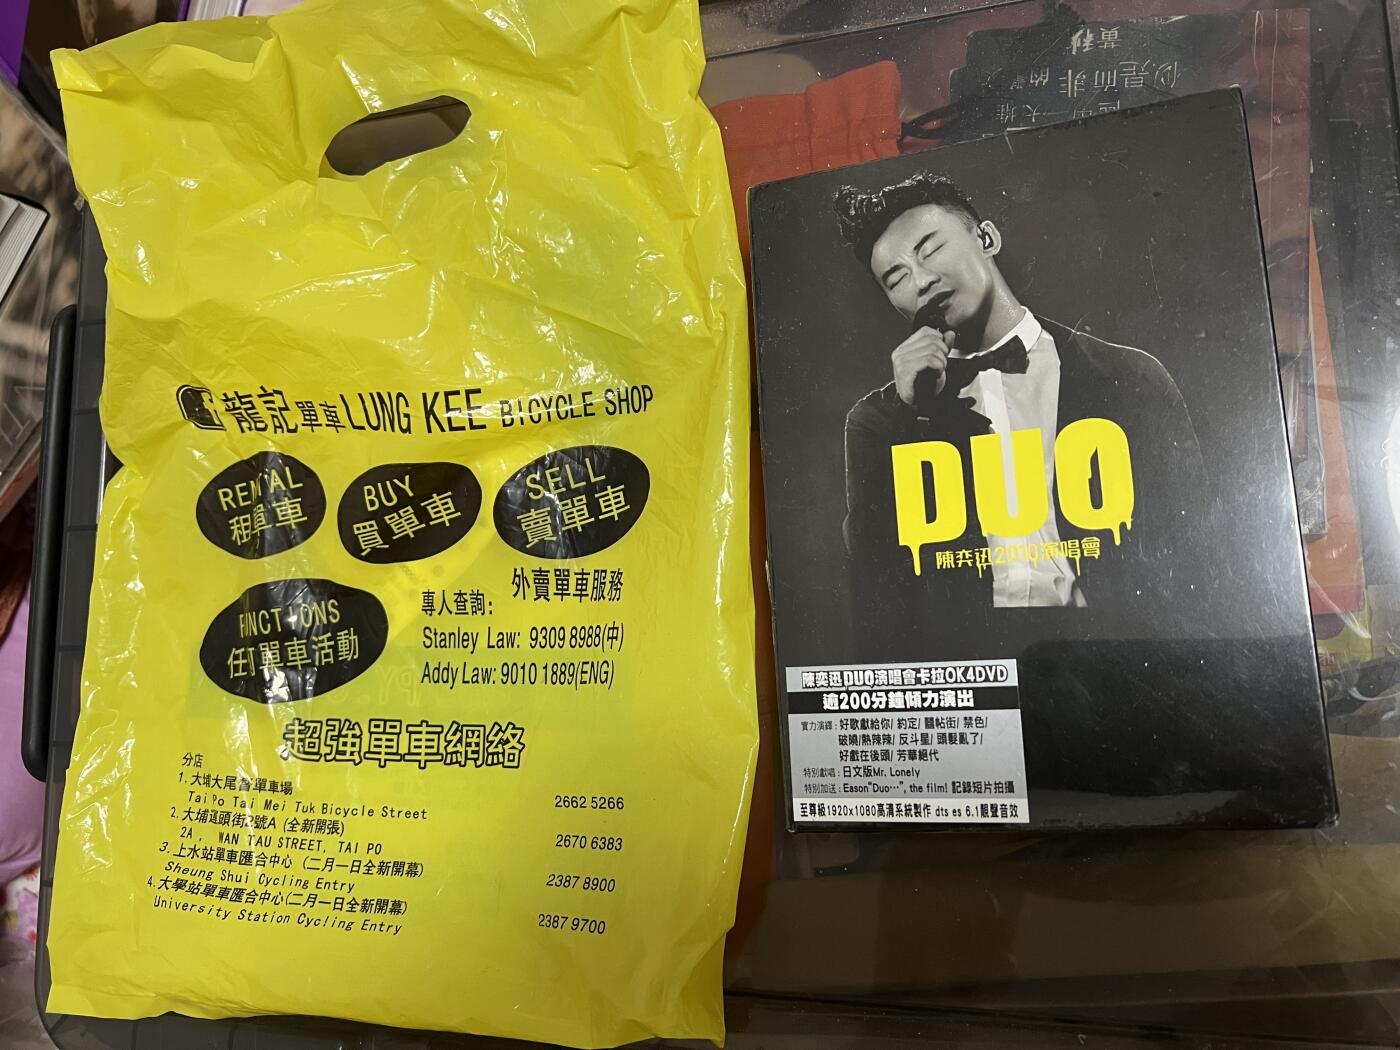 龍記單車 LUNG KEE BICYCLE SHOP
RENTAL
租單車
BUY
買單車
SELL
賣單車
外賣單車服務
FUNCTIONS
單車活動
專人查詢:
Stanley Law: 9309 8988(中)
Addy Law: 9010 1889(ENG)
超強單車網絡
分店
1. 大埔大尾督單車場
Tai Po Tai Mei Tuk Bicycle Street 2662 5266
2. 大埔運頭街2號A (全新開張)
2A , WAN TAU STREET, TAI PO 2670 6383
3. 上水站單車匯合中心 (二月一日全新開幕)
Sheung Shui Cycling Entry 2387 8900
4. 大學站單車匯合中心(二月一日全新開幕)
University Station Cycling Entry 2387 9700
似是而非
DUO
陳奕迅2010演唱會
陳奕迅DUO演唱會卡拉OK4DVD
逾200分鐘傾力演出
實力演繹: 好歌獻給你/ 約定/ 囍帖街/ 禁色/
破曉/熱辣辣/ 反斗星/ 頭髮亂了/
好戲在後頭/ 芳華絕代
特別獻唱: 日文版Mr. Lonely
特別加送: Eason"Duo…", the film! 記錄短片拍攝
至尊級1920x1080高清系統製作 dts es 6.1靚聲音效